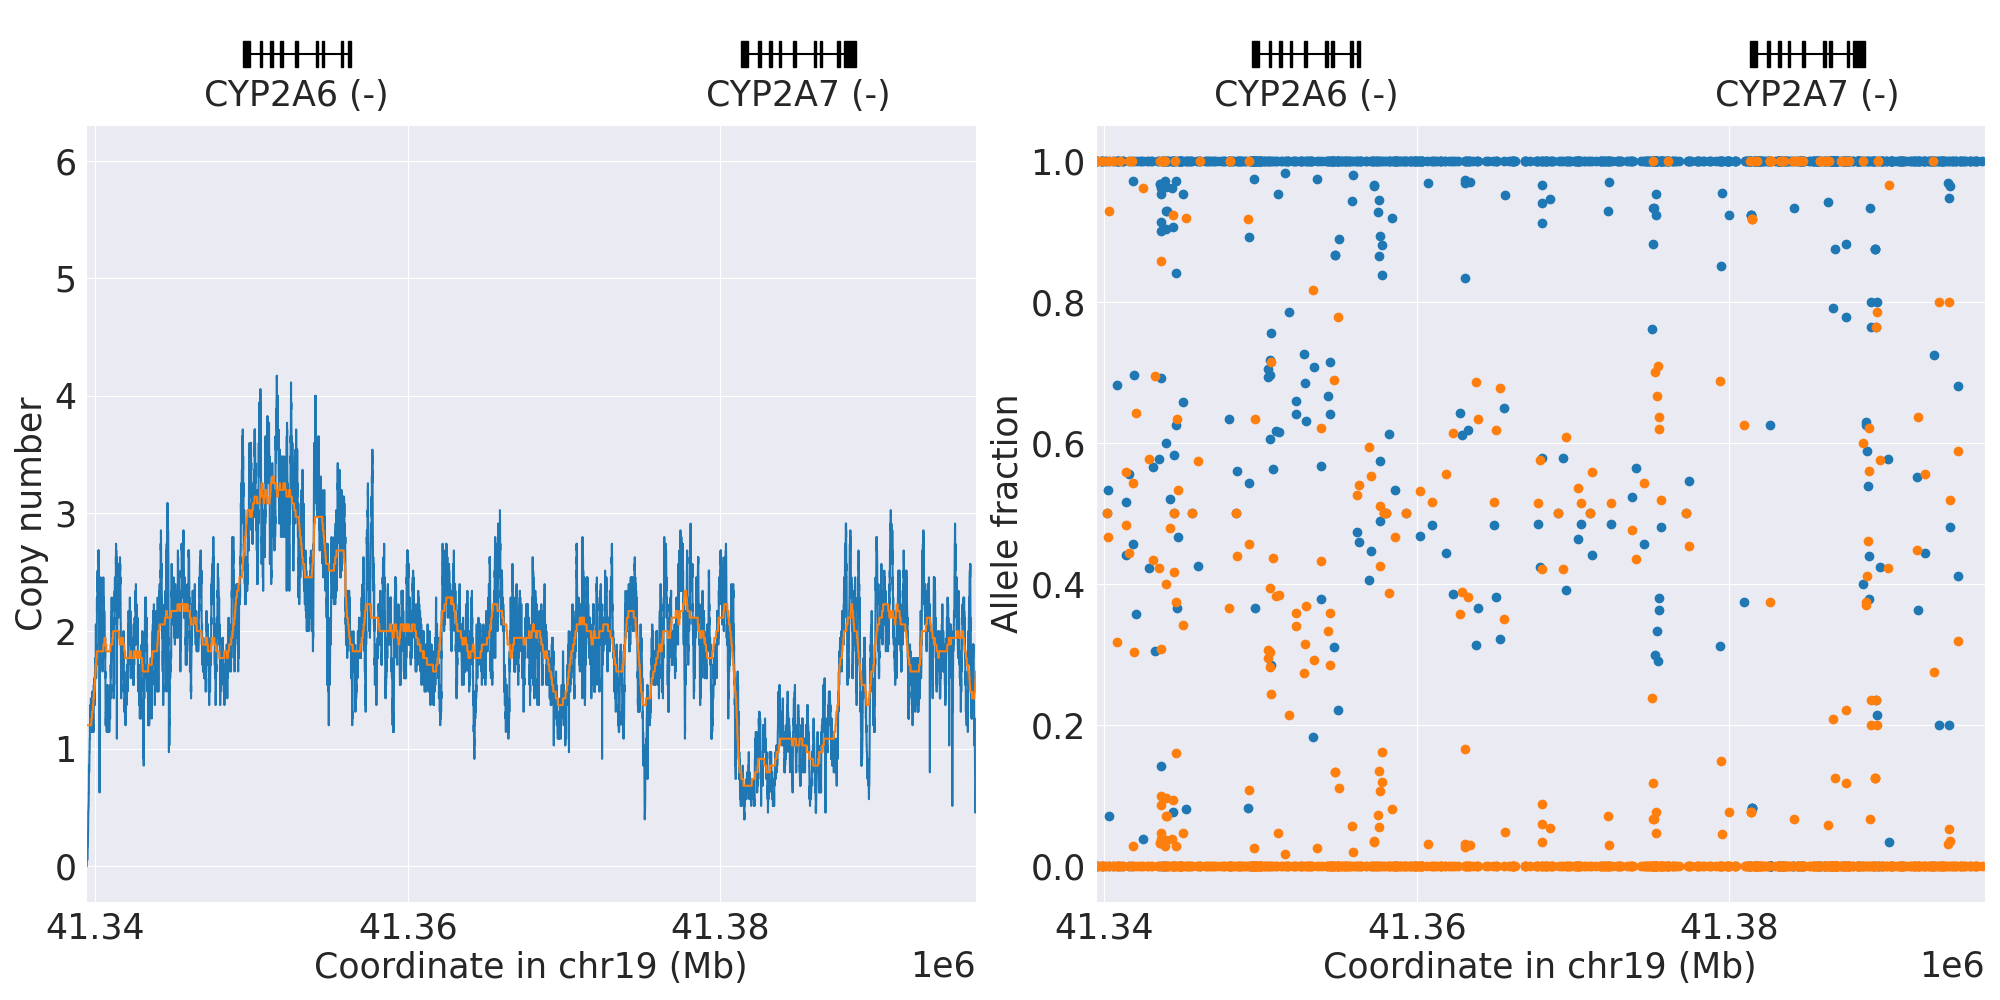 CYP2A6 (-)
CYP2A7 (-)
Copy number
6
5
4
3
2
1
0
41.34
41.36
41.38
Coordinate in chr19 (Mb)
1e6
CYP2A6 (-)
CYP2A7 (-)
Allele fraction
1.0
0.8
0.6
0.4
0.2
0.0
41.34
41.36
41.38
Coordinate in chr19 (Mb)
1e6